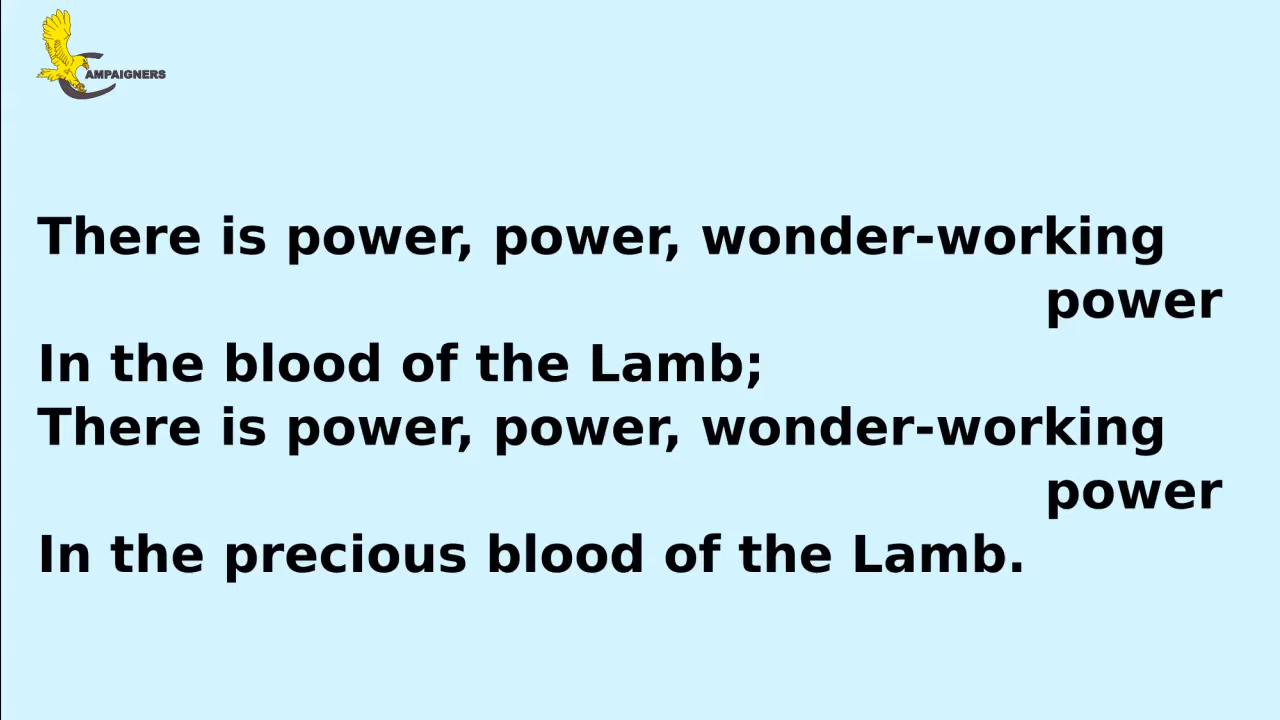 CAMPAIGNERS
There is power, power, wonder-working
power
In the blood of the Lamb;
There is power, power, wonder-working
power
In the precious blood of the Lamb.